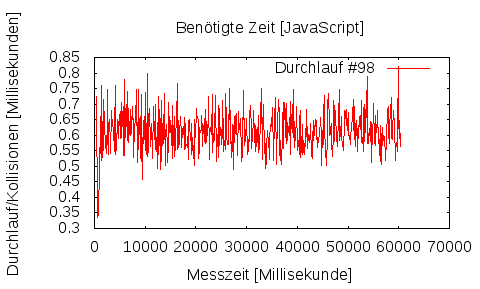 Benötigte Zeit [JavaScript]
Durchlauf/Kollisionen [Millisekunden]
Durchlauf #98
0.85
0.8
0.75
0.7
0.65
0.6
0.55
0.5
0.45
0.4
0.35
0.3
0 10000 20000 30000 40000 50000 60000 70000
Messzeit [Millisekunde]